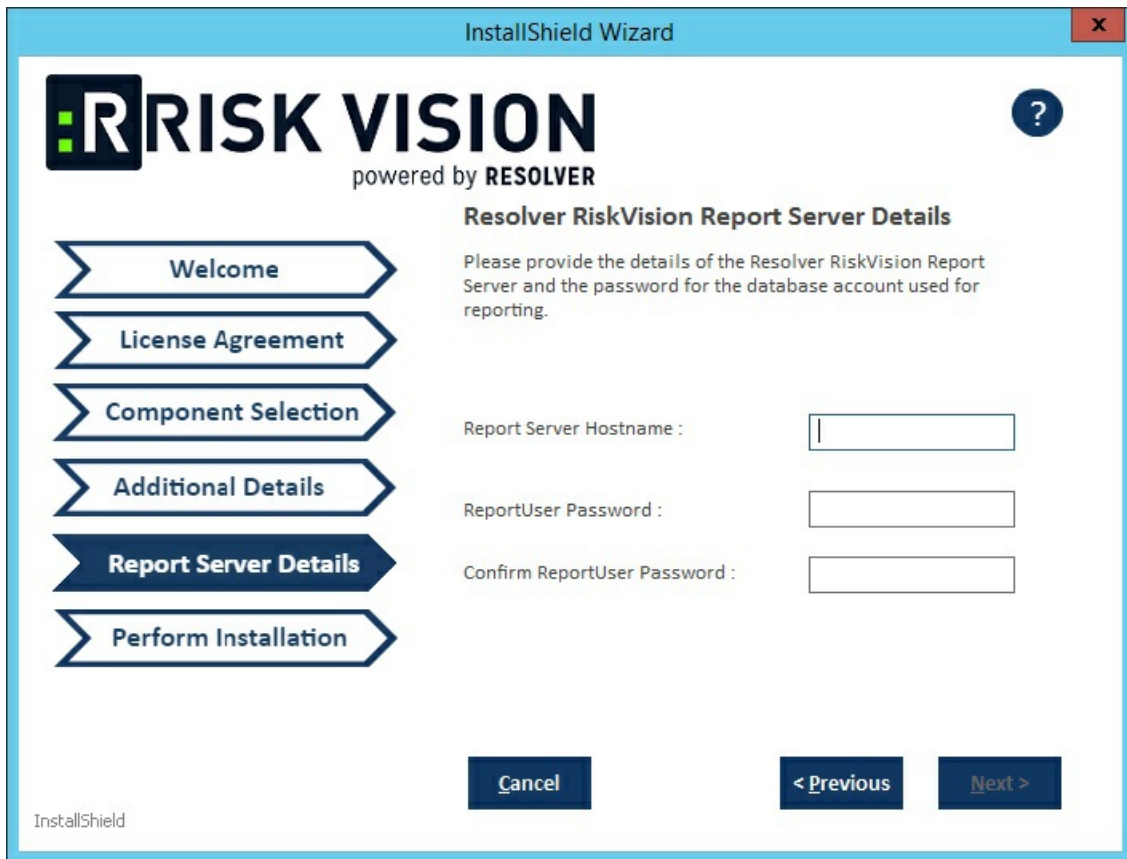 InstallShield Wizard
x
:R RISK VISION
powered by RESOLVER
?
Resolver RiskVision Report Server Details
Please provide the details of the Resolver RiskVision Report
Server and the password for the database account used for
reporting.
Welcome
License Agreement
Component Selection
Additional Details
Report Server Details
Perform Installation
Report Server Hostname :
ReportUser Password :
Confirm ReportUser Password :
Cancel
< Previous
Next >
InstallShield